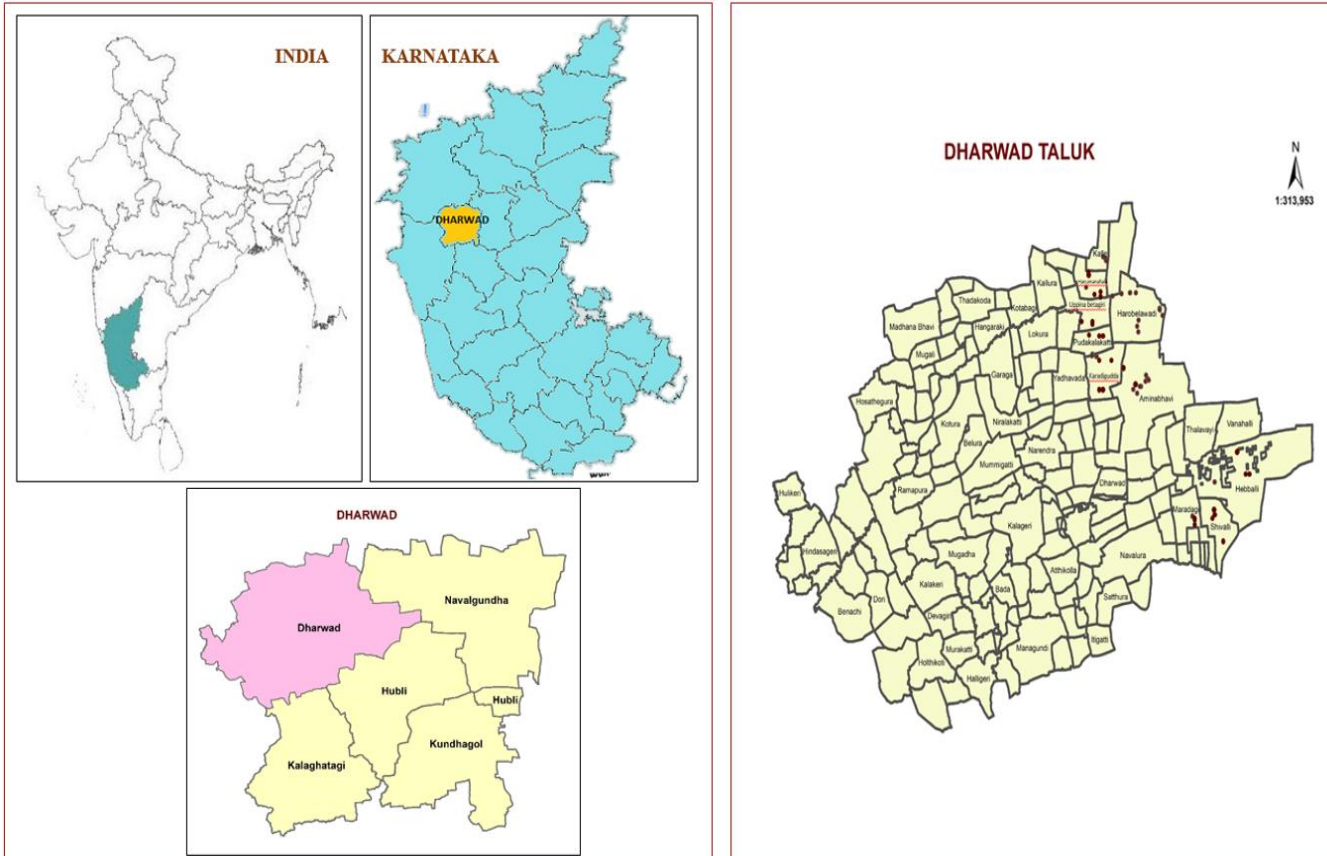 INDIA
KARNATAKA
DHARWAD
DHARWAD
Navalgundha
Dharwad
Hubli
Hubli
Kundhagol
Kalaghatagi
DHARWAD TALUK
N
1:313,953
Kallura
Uppina betageri
Thadakoda
Kotabagi
Harobelawadi
Madhana Bhavi
Hangaraki
Lokura
Pudakalakatti
Mugali
Garaga
Yadhavada
Karadigudda
Hosathegura
Aminabhavi
Kotura
Niralakatti
Thalavayi
Vanahalli
Belura
Narendra
Mummigatti
Ramapura
Dharwad
Hebballi
Hulikeri
Maradagi
Kalageri
Shivalli
Hindasageri
Mugadha
Navalura
Atthikolla
Kalakeri
Bada
Dori
Satthura
Benachi
Devagiri
Itigatti
Murakatti
Managundi
Holthikoti
Halligeri